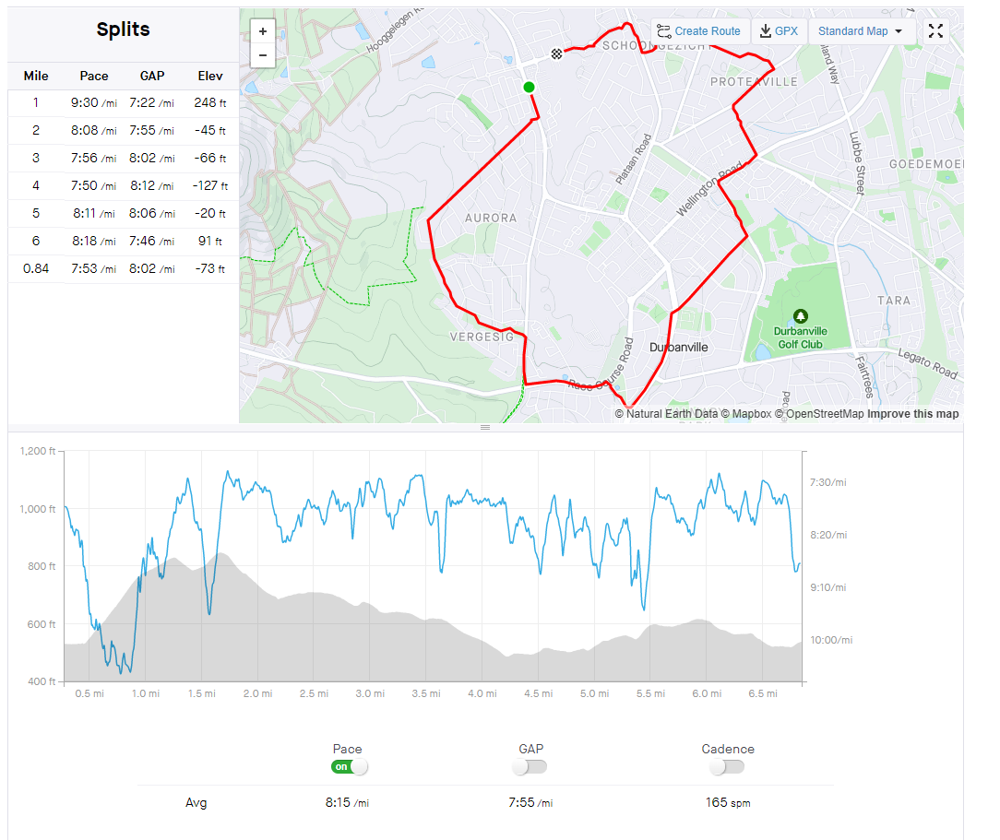 Splits
Mile Pace GAP Elev
1 9:30 /mi 7:22 /mi 248 ft
2 8:08 /mi 7:55 /mi -45 ft
3 7:56 /mi 8:02 /mi -66 ft
4 7:50 /mi 8:12 /mi -127 ft
5 8:11 /mi 8:06 /mi -20 ft
6 8:18 /mi 7:46 /mi 91 ft
0.84 7:53 /mi 8:02 /mi -73 ft
+
−
Create Route
GPX
Standard Map
Hooggelegen
SCHOONGEZICHT
PROTEAVILLE
Plataan Road
Lubbe Street
GOEDEMOE
Wellington Road
AURORA
TARA
VERGESIG
Durbanville
Golf Club
Durbanville
Legato Road
Race Course Road
Fairtrees
© Natural Earth Data © Mapbox © OpenStreetMap Improve this map
1,200 ft
1,000 ft
800 ft
600 ft
400 ft
7:30/mi
8:20/mi
9:10/mi
10:00/mi
0.5 mi 1.0 mi 1.5 mi 2.0 mi 2.5 mi 3.0 mi 3.5 mi 4.0 mi 4.5 mi 5.0 mi 5.5 mi 6.0 mi 6.5 mi
Pace GAP Cadence
on
Avg 8:15 /mi 7:55 /mi 165 spm